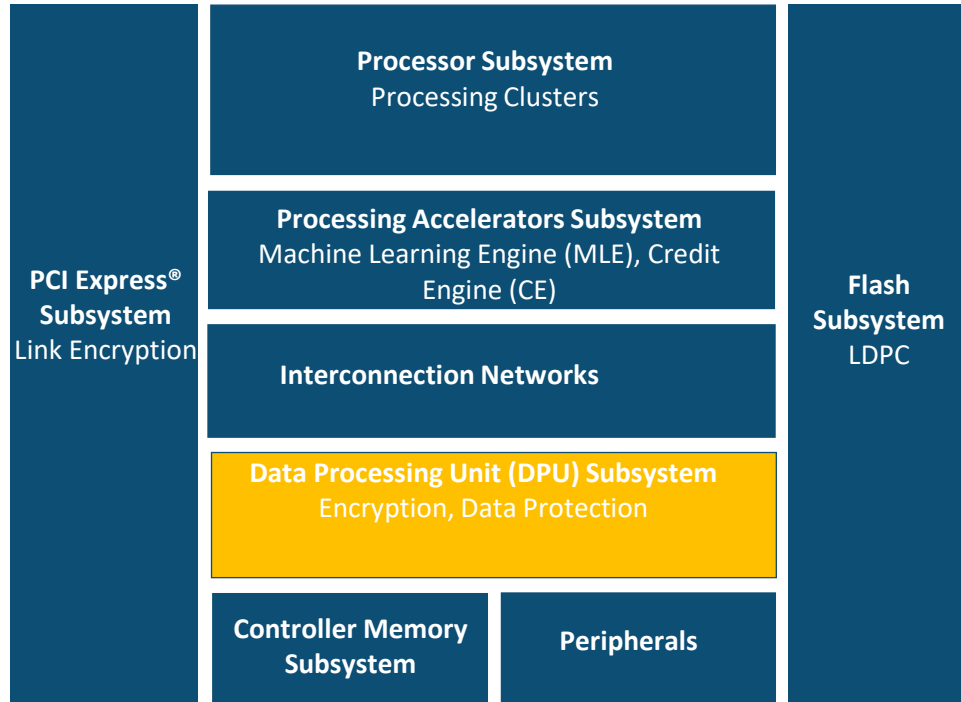 Processor Subsystem
Processing Clusters
Processing Accelerators Subsystem
Machine Learning Engine (MLE), Credit
Engine (CE)
PCI Express®
Subsystem
Link Encryption
Flash
Subsystem
LDPC
Interconnection Networks
Data Processing Unit (DPU) Subsystem
Encryption, Data Protection
Controller Memory
Subsystem
Peripherals